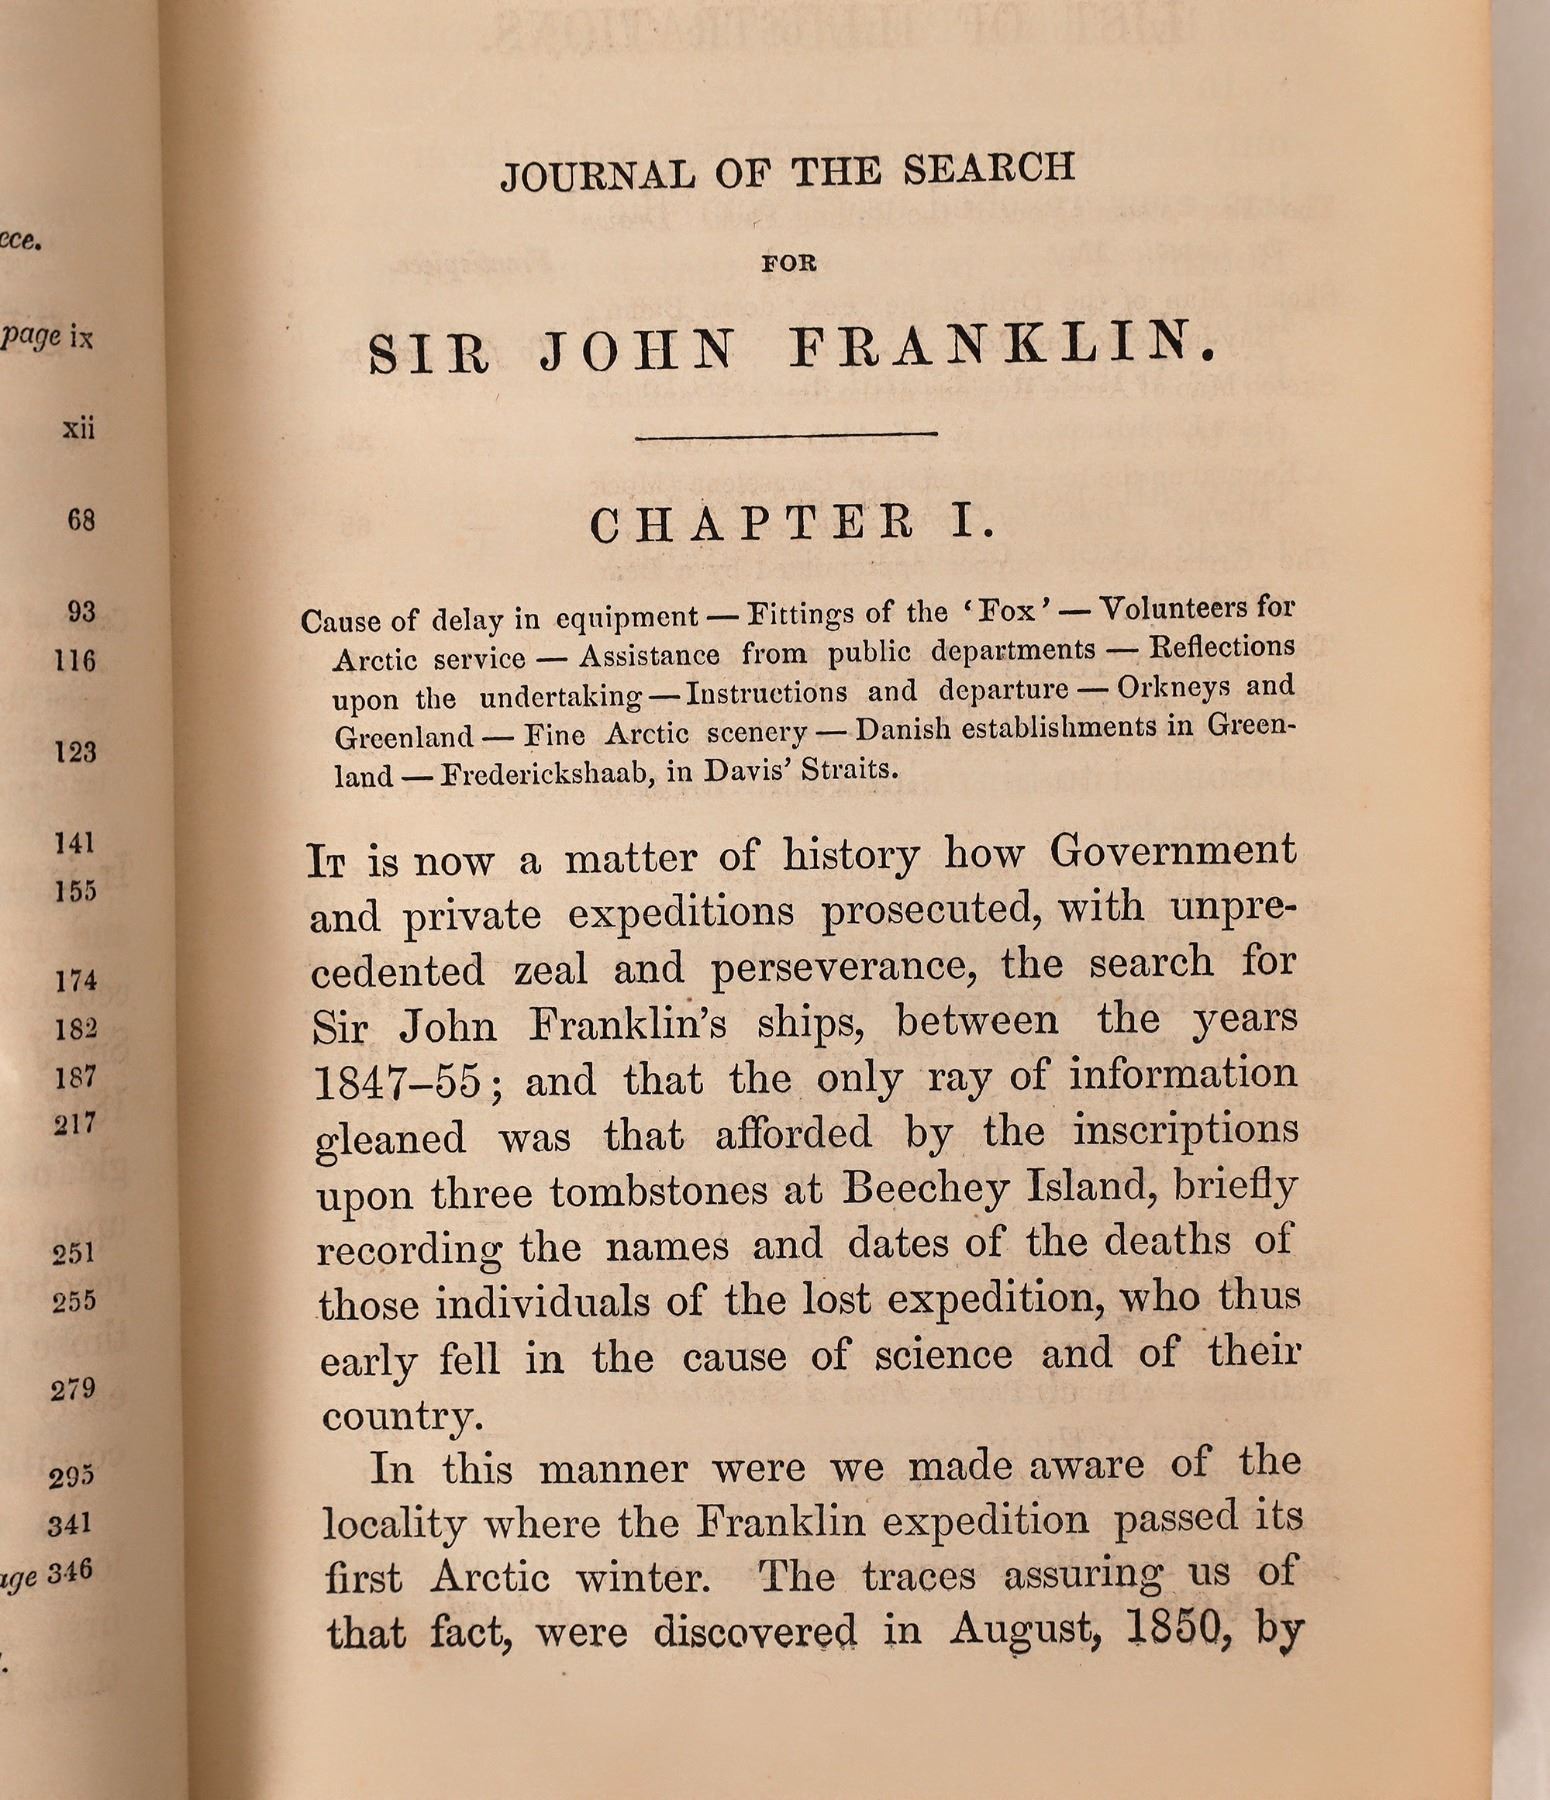 ece.
page ix
xii
68
93
116
123
141
155
174
182
187
217
251
255
279
295
341
age 346
JOURNAL OF THE SEARCH
FOR
SIR JOHN FRANKLIN.
CHAPTER I.
Cause of delay in equipment — Fittings of the ‘Fox’ — Volunteers for
Arctic service — Assistance from public departments — Reflections
upon the undertaking — Instructions and departure — Orkneys and
Greenland — Fine Arctic scenery — Danish establishments in Green-
land — Frederickshaab, in Davis’ Straits.
It is now a matter of history how Government
and private expeditions prosecuted, with unpre-
cedented zeal and perseverance, the search for
Sir John Franklin’s ships, between the years
1847–55; and that the only ray of information
gleaned was that afforded by the inscriptions
upon three tombstones at Beechey Island, briefly
recording the names and dates of the deaths of
those individuals of the lost expedition, who thus
early fell in the cause of science and of their
country.
In this manner were we made aware of the
locality where the Franklin expedition passed its
first Arctic winter. The traces assuring us of
that fact, were discovered in August, 1850, by